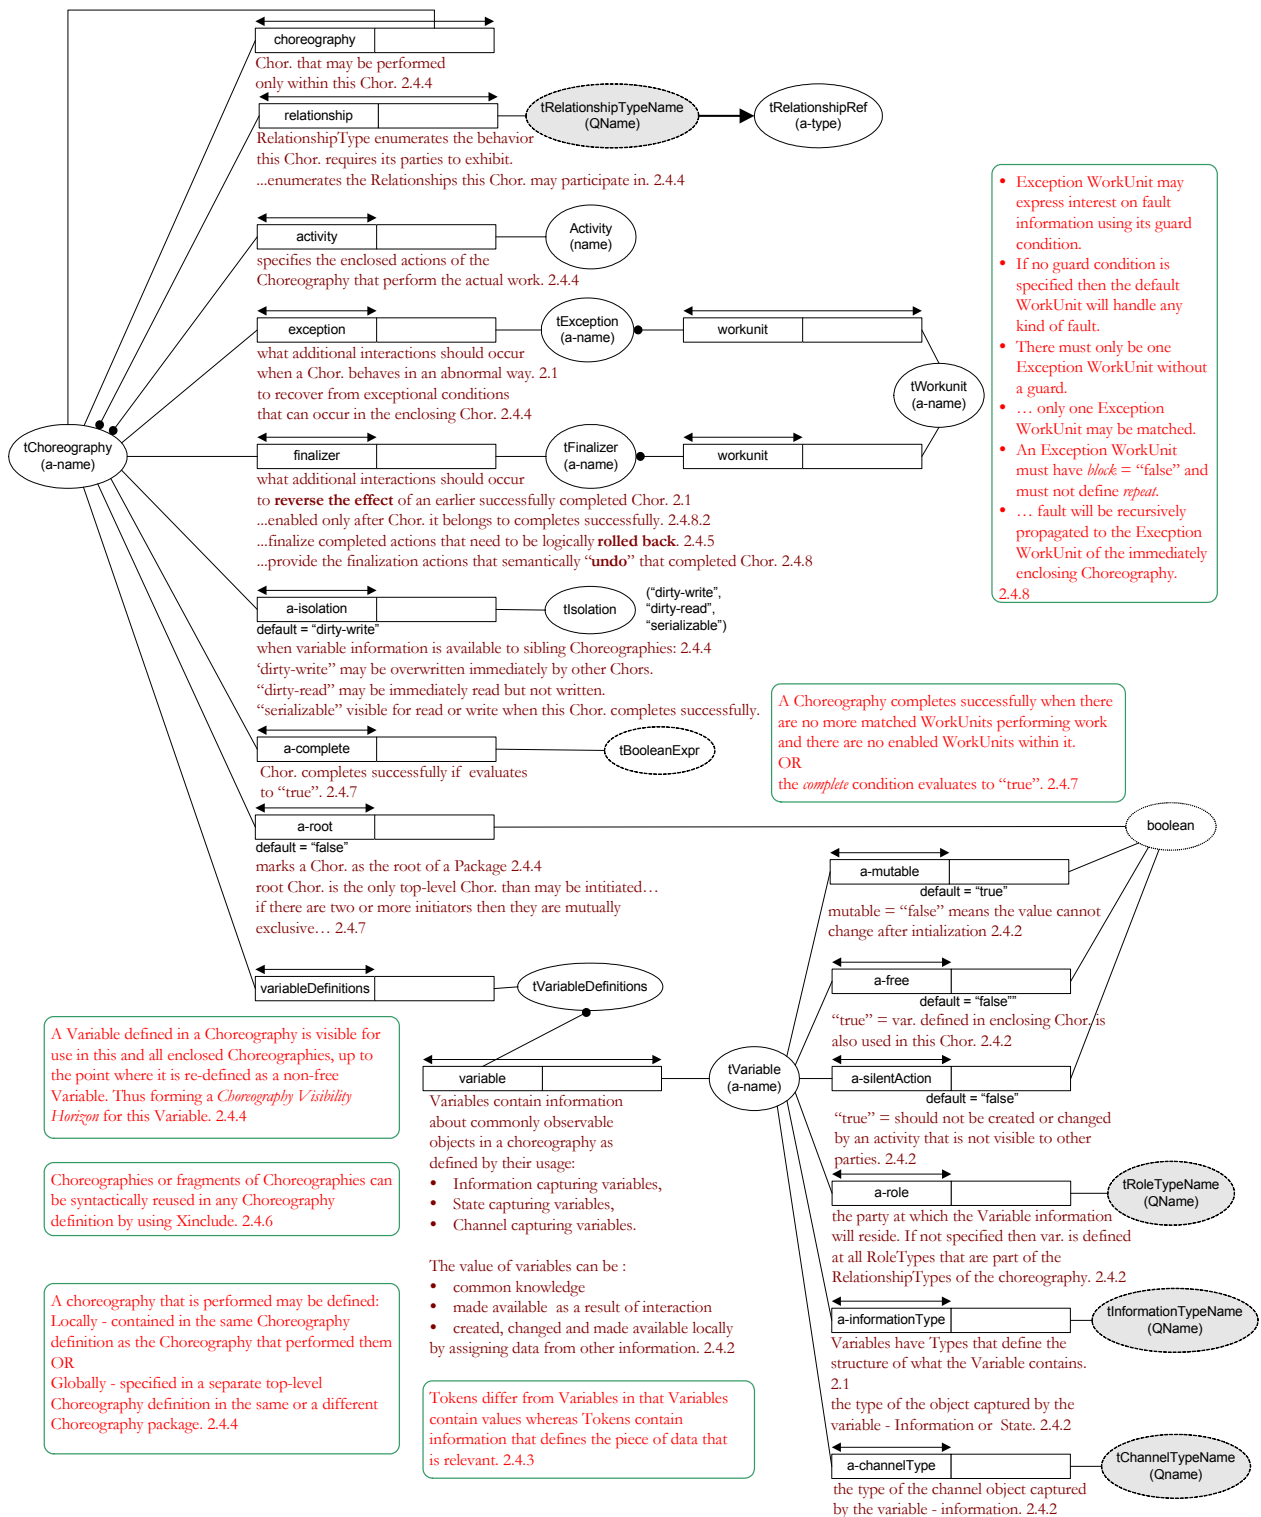 choreography
Chor. that may be performed
only within this Chor. 2.4.4
relationship
tRelationshipTypeName
(QName)
tRelationshipRef
(a-type)
RelationshipType enumerates the behavior
this Chor. requires its parties to exhibit.
...enumerates the Relationships this Chor. may participate in. 2.4.4
activity
Activity
(name)
specifies the enclosed actions of the
Choreography that perform the actual work. 2.4.4
exception
tException
(a-name)
workunit
what additional interactions should occur
when a Chor. behaves in an abnormal way. 2.1
to recover from exceptional conditions
that can occur in the enclosing Chor. 2.4.4
tWorkunit
(a-name)
tChoreography
(a-name)
finalizer
tFinalizer
(a-name)
workunit
what additional interactions should occur
to reverse the effect of an earlier successfully completed Chor. 2.1
...enabled only after Chor. it belongs to completes successfully. 2.4.8.2
...finalize completed actions that need to be logically rolled back. 2.4.5
...provide the finalization actions that semantically “undo” that completed Chor. 2.4.8
• Exception WorkUnit may
express interest on fault
information using its guard
condition.
• If no guard condition is
specified then the default
WorkUnit will handle any
kind of fault.
• There must only be one
Exception WorkUnit without
a guard.
• … only one Exception
WorkUnit may be matched.
• An Exception WorkUnit
must have block = “false” and
must not define repeat.
• … fault will be recursively
propagated to the Exection
WorkUnit of the immediately
enclosing Choreography.
2.4.8
a-isolation
default = “dirty-write”
tIsolation
(“dirty-write”,
“dirty-read”,
“serializable”)
when variable information is available to sibling Choreographies: 2.4.4
‘dirty-write” may be overwritten immediately by other Chors.
“dirty-read” may be immediately read but not written.
“serializable” visible for read or write when this Chor. completes successfully.
a-complete
tBooleanExpr
Chor. completes successfully if evaluates
to “true”. 2.4.7
A Choreography completes successfully when there
are no more matched WorkUnits performing work
and there are no enabled WorkUnits within it.
OR
the complete condition evaluates to “true”. 2.4.7
a-root
default = “false”
boolean
marks a Chor. as the root of a Package 2.4.4
root Chor. is the only top-level Chor. than may be intitiated…
if there are two or more initiators then they are mutually
exclusive… 2.4.7
a-mutable
default = “true”
mutable = “false” means the value cannot
change after intialization 2.4.2
variableDefinitions
tVariableDefinitions
a-free
default = “false””
“true” = var. defined in enclosing Chor. is
also used in this Chor. 2.4.2
A Variable defined in a Choreography is visible for
use in this and all enclosed Choreographies, up to
the point where it is re-defined as a non-free
Variable. Thus forming a Choreography Visibility
Horizon for this Variable. 2.4.4
variable
tVariable
(a-name)
a-silentAction
default = “false”
“true” = should not be created or changed
by an activity that is not visible to other
parties. 2.4.2
Variables contain information
about commonly observable
objects in a choreography as
defined by their usage:
• Information capturing variables,
• State capturing variables,
• Channel capturing variables.
Choreographies or fragments of Choreographies can
be syntactically reused in any Choreography
definition by using Xinclude. 2.4.6
a-role
tRoleTypeName
(QName)
the party at which the Variable information
will reside. If not specified then var. is defined
at all RoleTypes that are part of the
RelationshipTypes of the choreography. 2.4.2
The value of variables can be :
• common knowledge
• made available as a result of interaction
• created, changed and made available locally
by assigning data from other information. 2.4.2
A choreography that is performed may be defined:
Locally - contained in the same Choreography
definition as the Choreography that performed them
OR
Globally - specified in a separate top-level
Choreography definition in the same or a different
Choreography package. 2.4.4
a-informationType
tInformationTypeName
(QName)
Variables have Types that define the
structure of what the Variable contains.
2.1
the type of the object captured by the
variable - Information or State. 2.4.2
Tokens differ from Variables in that Variables
contain values whereas Tokens contain
information that defines the piece of data that
is relevant. 2.4.3
a-channelType
tChannelTypeName
(Qname)
the type of the channel object captured
by the variable - information. 2.4.2